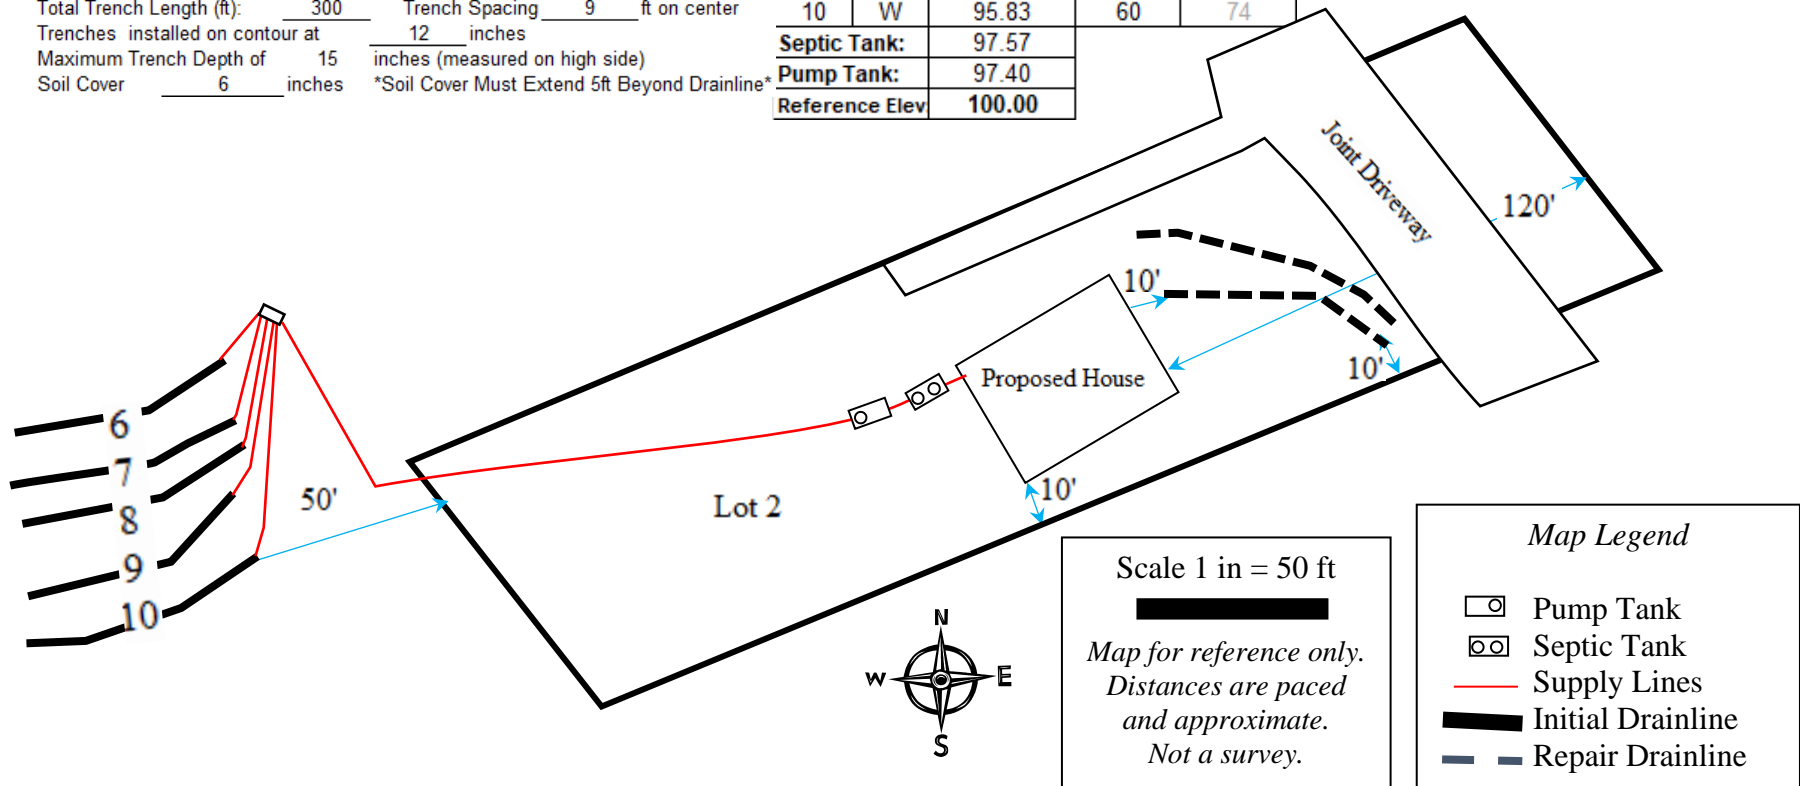 Total Trench Length (ft): 300 Trench Spacing 9 ft on center
Trenches installed on contour at 12 inches
Maximum Trench Depth of 15 inches (measured on high side)
Soil Cover 6 inches *Soil Cover Must Extend 5ft Beyond Drainline*
10 W 95.83 60 74
Septic Tank: 97.57
Pump Tank: 97.40
Reference Elev: 100.00
Joint Driveway
120'
10'
Proposed House
10'
6
7
8
9
10
50'
Lot 2
10'
N
W E
S
Scale 1 in = 50 ft
Map for reference only.
Distances are paced
and approximate.
Not a survey.
Map Legend
Pump Tank
Septic Tank
Supply Lines
Initial Drainline
Repair Drainline